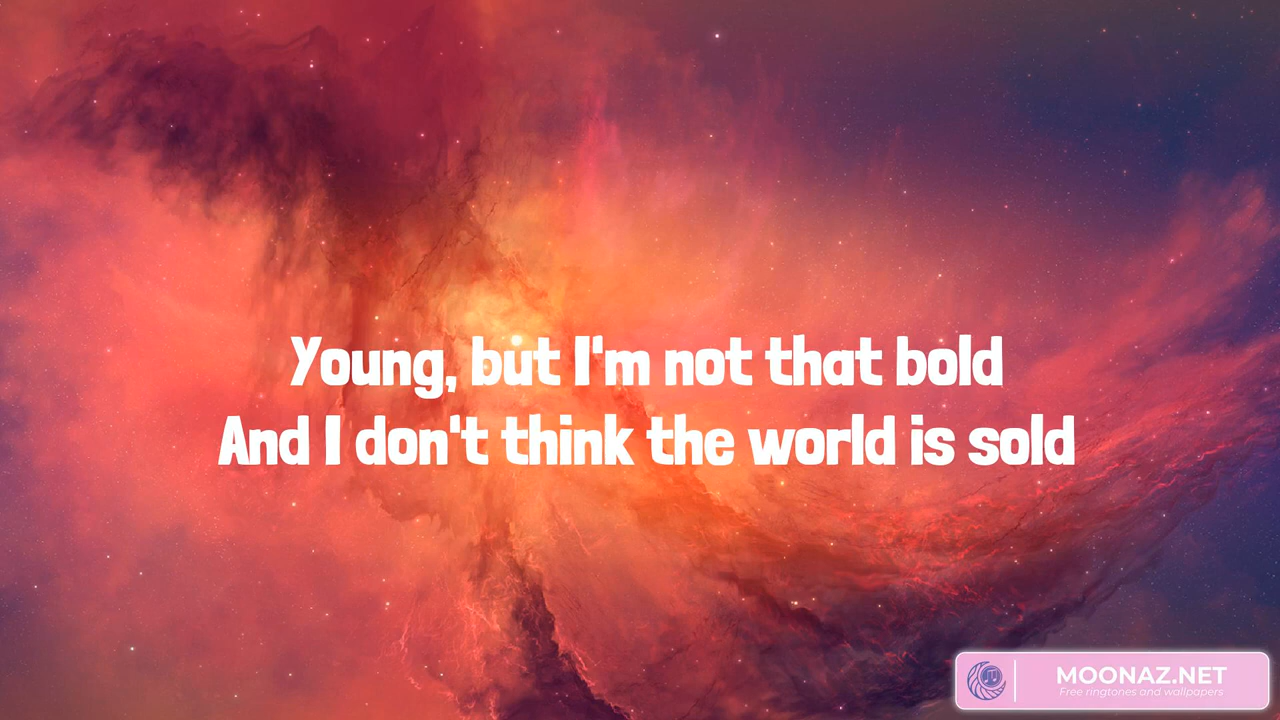 Young, but I'm not that bold
And I don't think the world is sold
MOONAZ.NET
Free ringtones and wallpapers